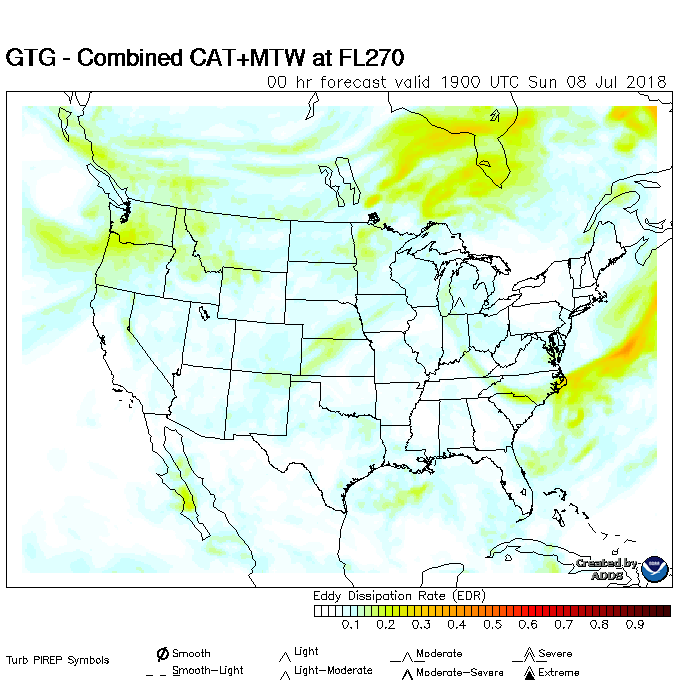 GTG - Combined CAT+MTW at FL270
00 hr forecast valid 1900 UTC Sun 08 Jul 2018
Created by
ADDS
Eddy Dissipation Rate (EDR)
0.1 0.2 0.3 0.4 0.5 0.6 0.7 0.8 0.9
Turb PIREP Symbols
Smooth Light Moderate Severe
Smooth-Light Light-Moderate Moderate-Severe Extreme